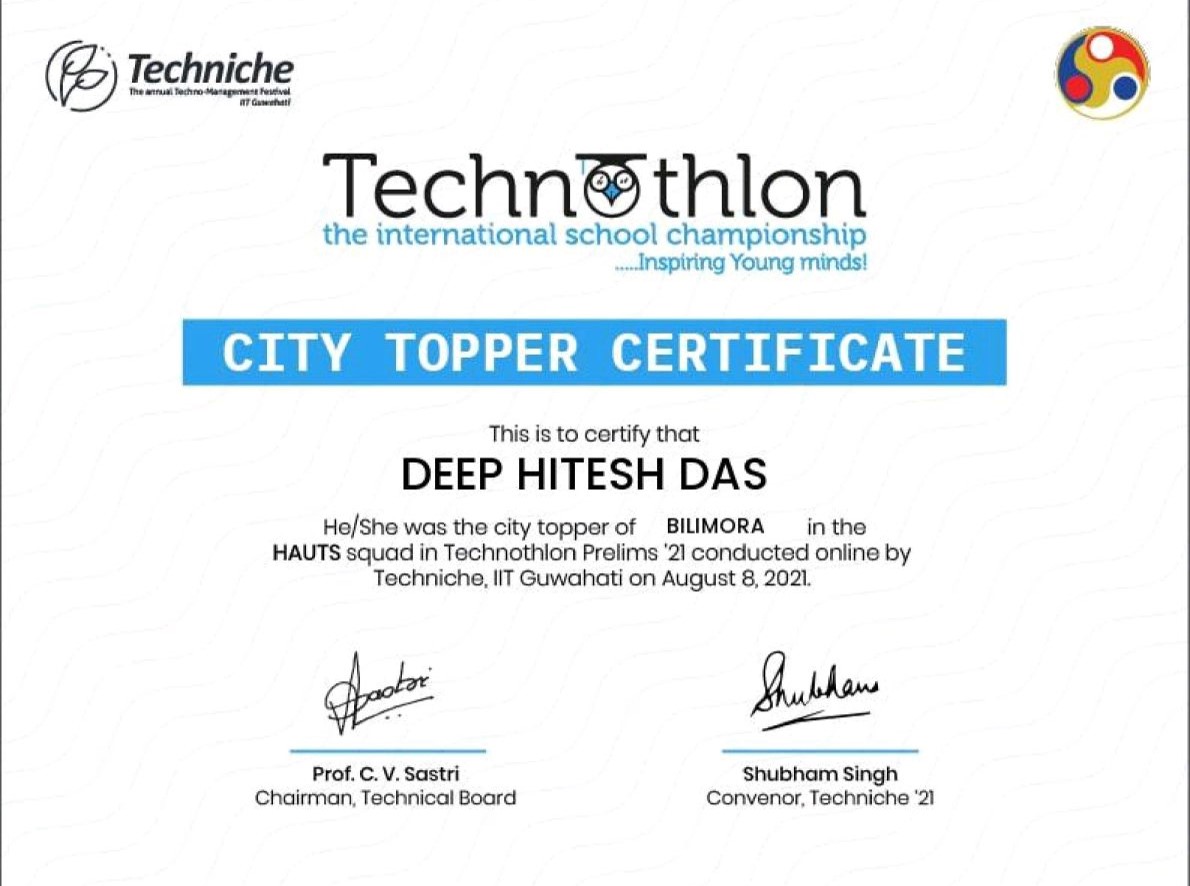 Techniche
The annual Techno-Management Festival
IIT Guwahati
Technothlon
the international school championship
.....Inspiring Young minds!
CITY TOPPER CERTIFICATE
This is to certify that
DEEP HITESH DAS
He/She was the city topper of BILIMORA in the
HAUTS squad in Technothlon Prelims '21 conducted online by
Techniche, IIT Guwahati on August 8, 2021.
Shubham
Prof. C. V. Sastri Shubham Singh
Chairman, Technical Board Convenor, Techniche '21